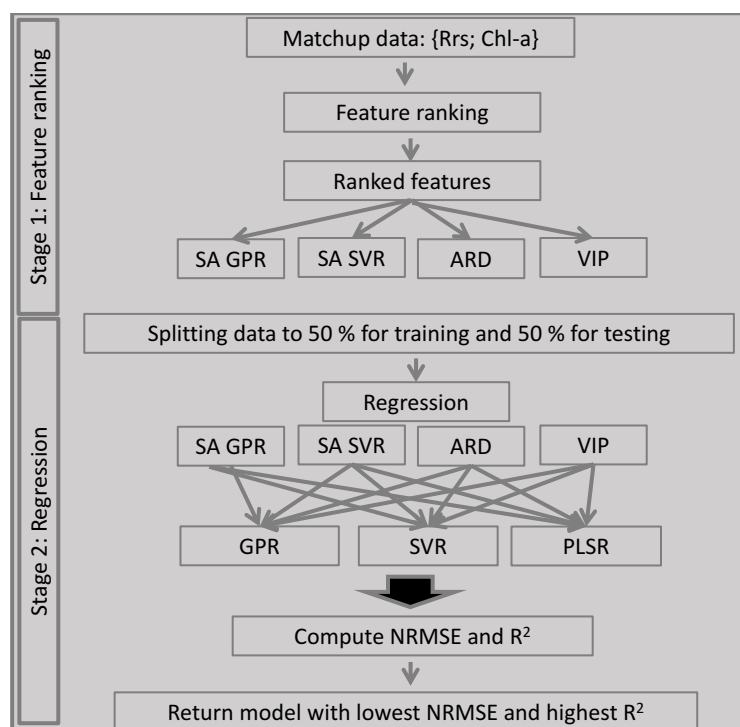 Stage 1: Feature ranking
Matchup data: {Rrs; Chl-a}
Feature ranking
Ranked features
SA GPR
SA SVR
ARD
VIP
Stage 2: Regression
Splitting data to 50 % for training and 50 % for testing
Regression
SA GPR
SA SVR
ARD
VIP
GPR
SVR
PLSR
Compute NRMSE and R²
Return model with lowest NRMSE and highest R²